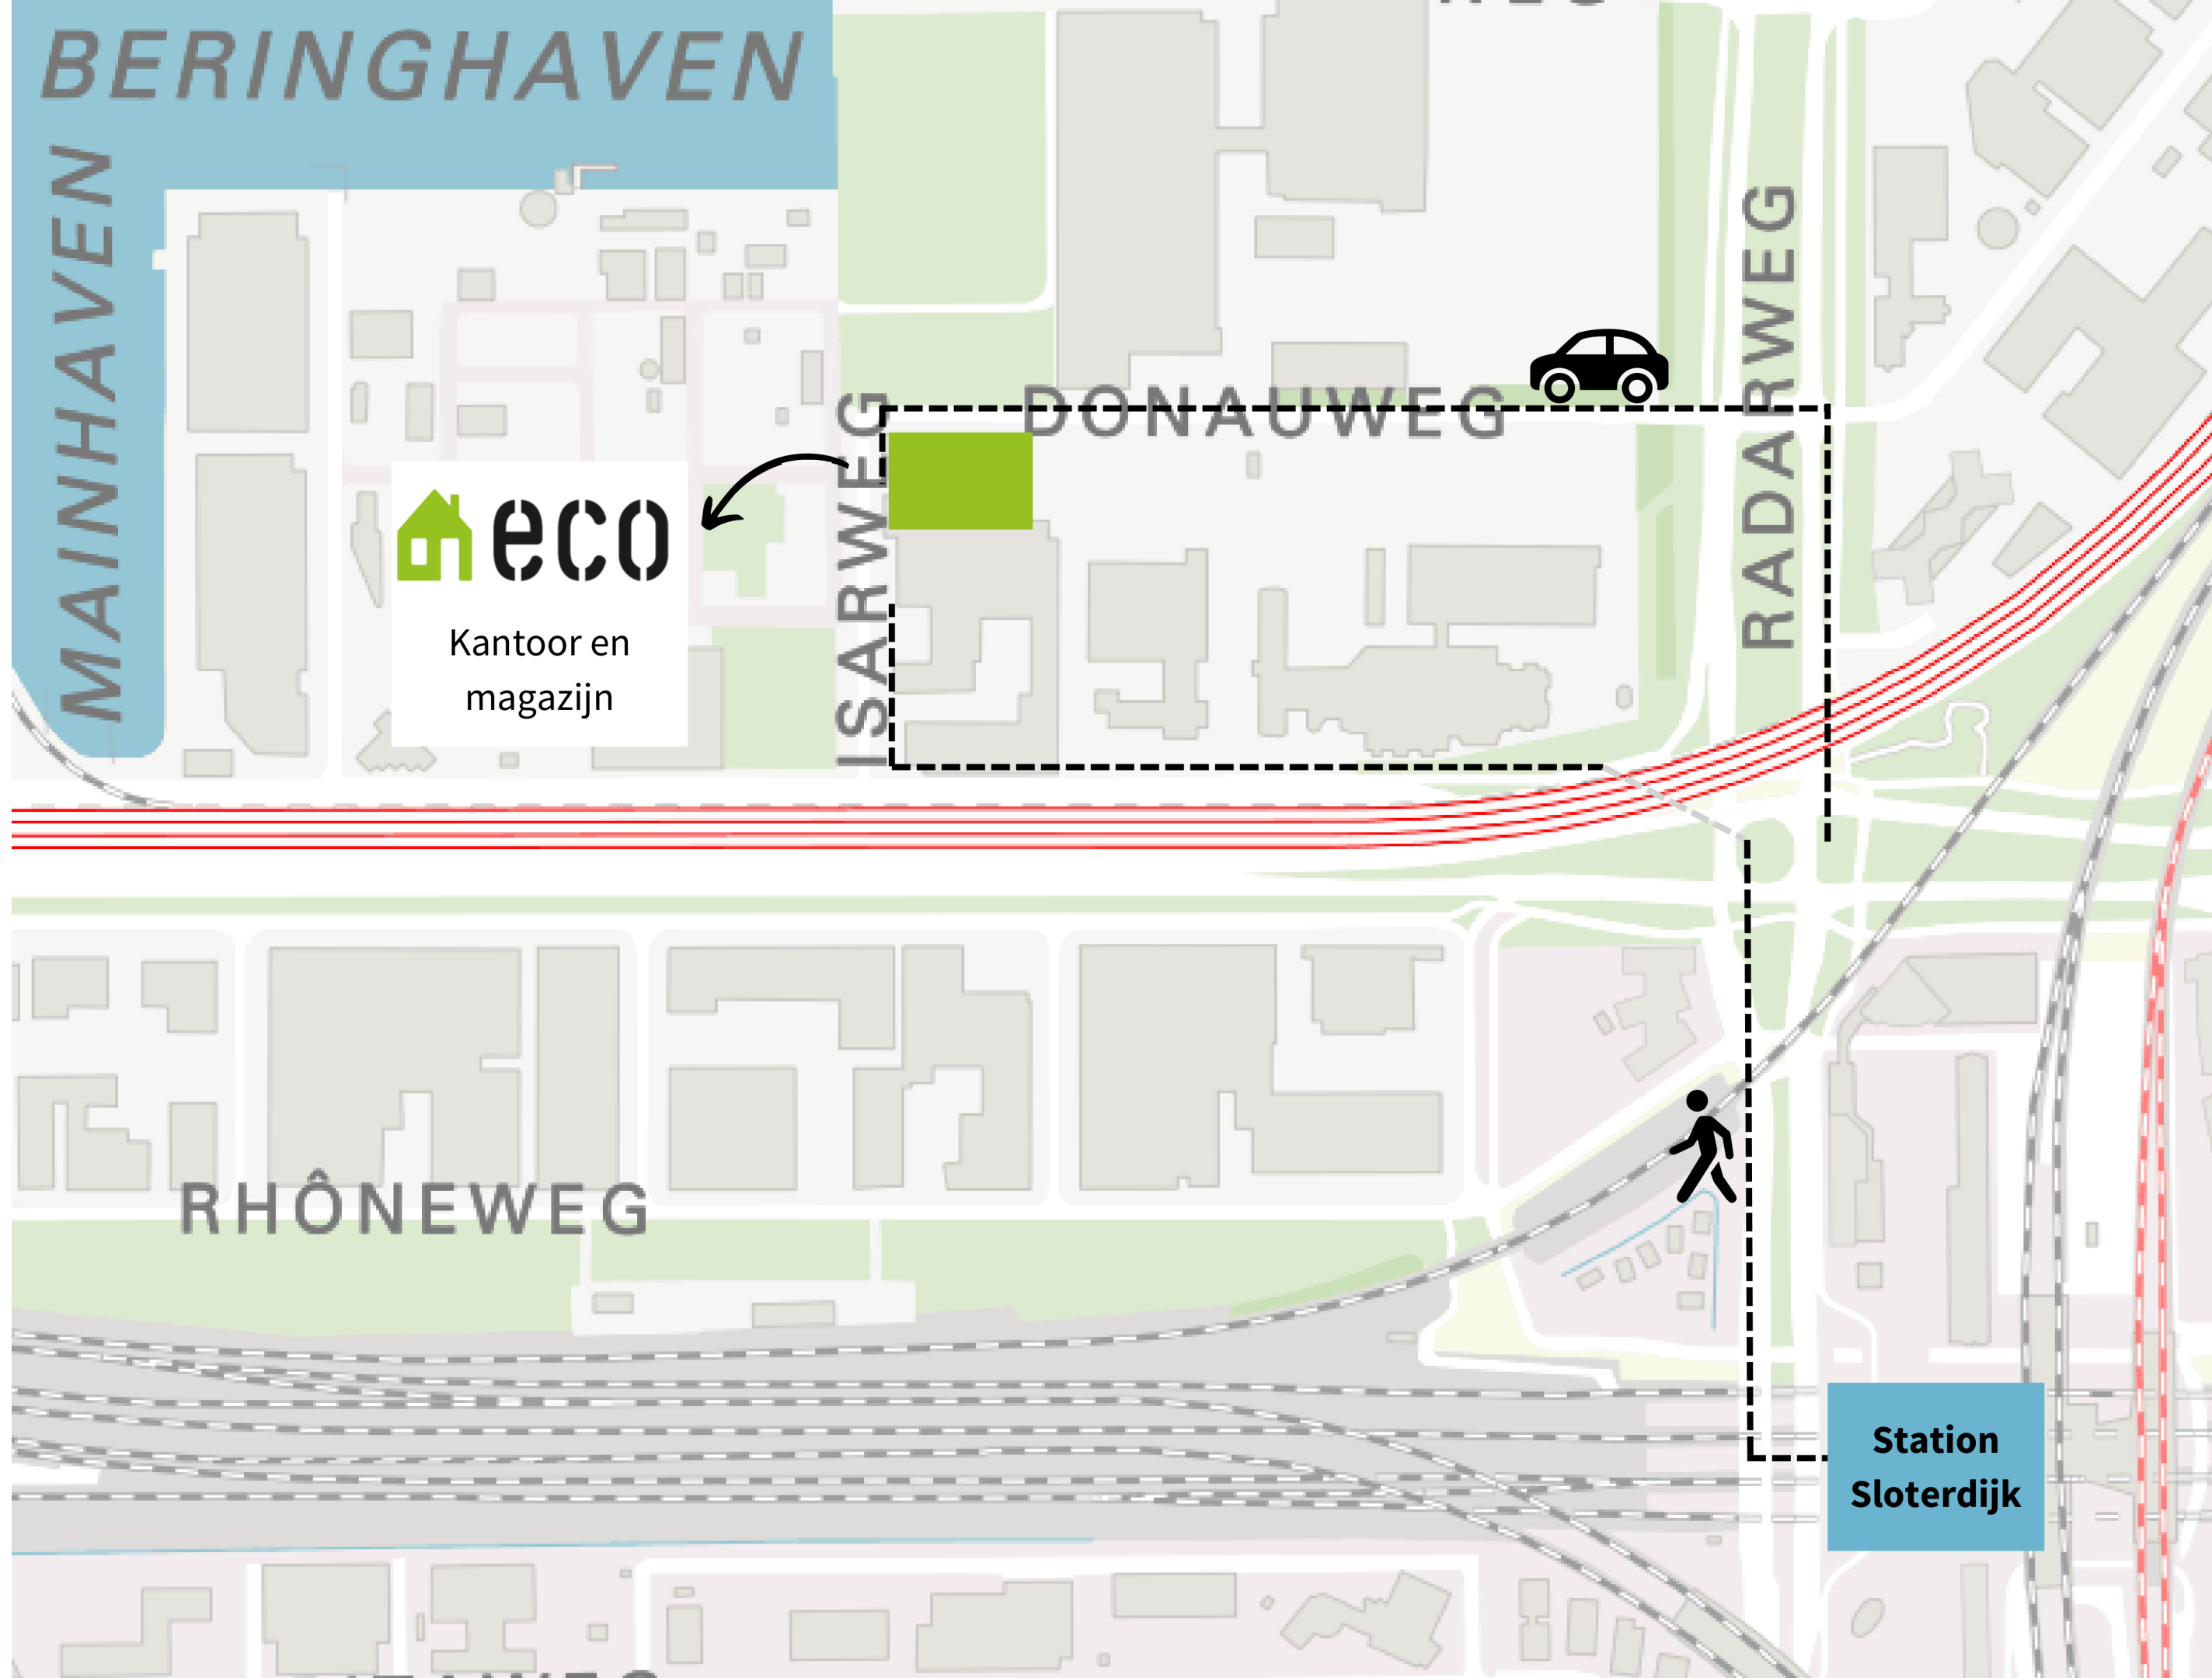 BERINGHAVEN
MAINHAVEN
RADARWEG
DONAUWEG
ISARWEG
eco
Kantoor en
magazijn
RHÔNEWEG
Station
Sloterdijk